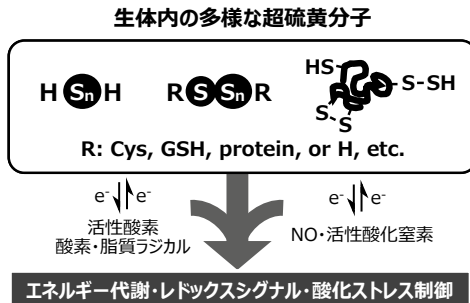 生体内の多様な超硫黄分子
H Sn H
R S Sn R
HS
S-SH
S
S
R: Cys, GSH, protein, or H, etc.
e- e-
活性酸素
酸素・脂質ラジカル
e- e-
NO・活性酸化窒素
エネルギー代謝・レドックスシグナル・酸化ストレス制御